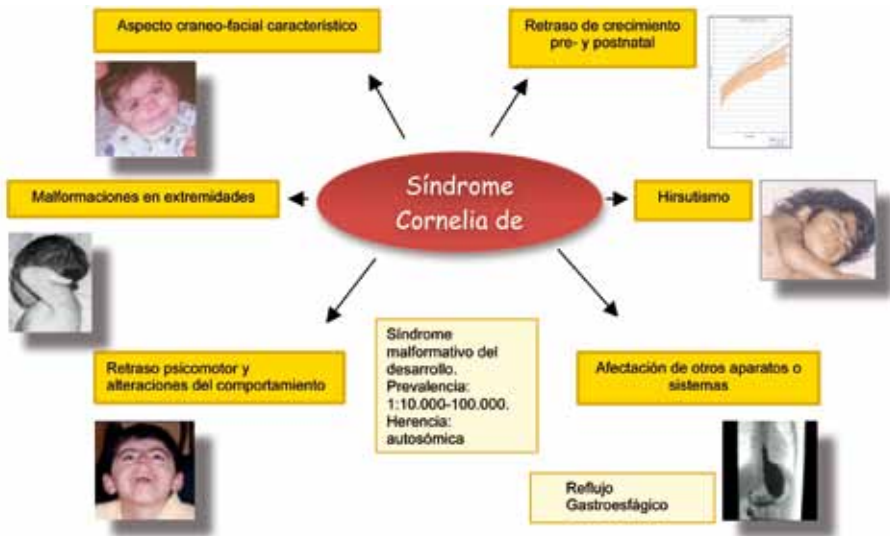 Aspecto craneo-facial característico
Retraso de crecimiento
pre- y postnatal
Síndrome
Cornelia de
Malformaciones en extremidades
Hirsutismo
Retraso psicomotor y
alteraciones del comportamiento
Síndrome
malformativo del
desarrollo.
Prevalencia:
1:10.000-100.000.
Herencia:
autosómica
Afectación de otros aparatos o
sistemas
Reflujo
Gastroesfágico